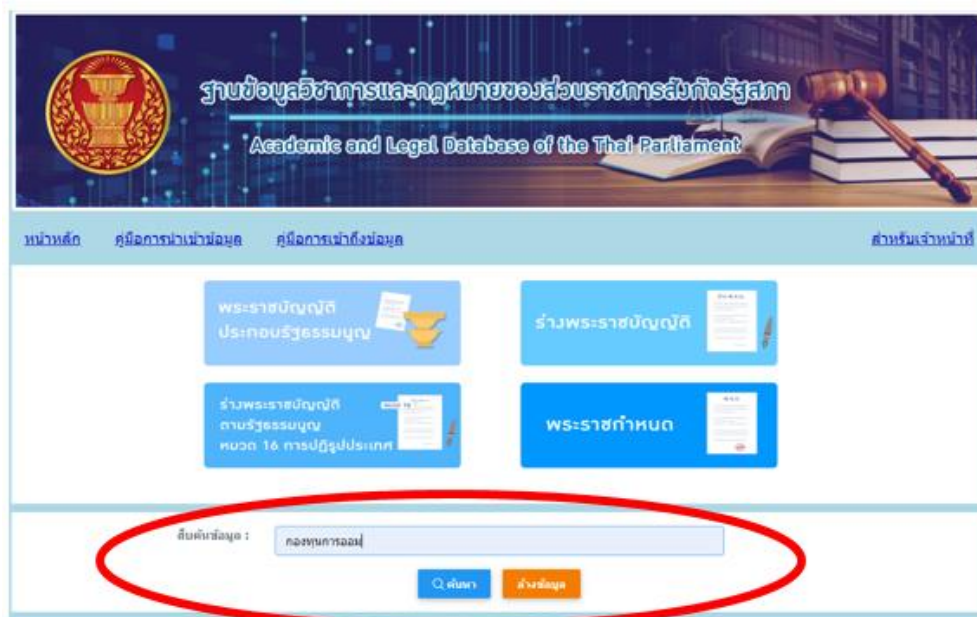 ฐานข้อมูลวิชาการและกฎหมายของส่วนราชการสังกัดรัฐสภา
Academic and Legal Database of the Thai Parliament
หน้าหลัก คู่มือการนำเข้าข้อมูล คู่มือการเข้าถึงข้อมูล สำหรับเจ้าหน้าที่
พระราชบัญญัติ
ประกอบรัฐธรรมนูญ
ร่างพระราชบัญญัติ
ร่างพระราชบัญญัติ
ตามรัฐธรรมนูญ
หมวด 16 การปฏิรูปประเทศ
พระราชกำหนด
สืบค้นข้อมูล :
กองทุนการออม
ค้นหา ล้างข้อมูล